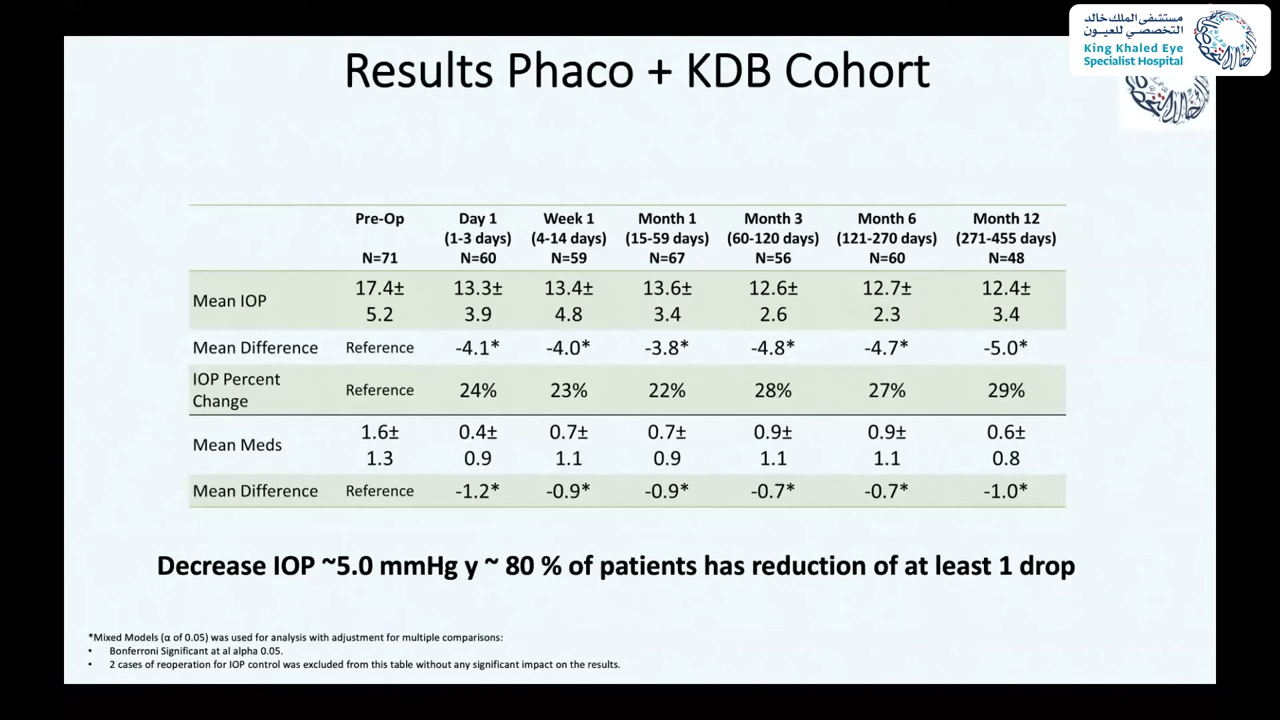 مستشفى الملك خالد
التخصصي للعيون
King Khaled Eye
Specialist Hospital
Results Phaco + KDB Cohort
Pre-Op Day 1 Week 1 Month 1 Month 3 Month 6 Month 12
(1-3 days) (4-14 days) (15-59 days) (60-120 days) (121-270 days) (271-455 days)
N=71 N=60 N=59 N=67 N=56 N=60 N=48
Mean IOP 17.4± 13.3± 13.4± 13.6± 12.6± 12.7± 12.4±
5.2 3.9 4.8 3.4 2.6 2.3 3.4
Mean Difference Reference -4.1* -4.0* -3.8* -4.8* -4.7* -5.0*
IOP Percent
Change Reference 24% 23% 22% 28% 27% 29%
Mean Meds 1.6± 0.4± 0.7± 0.7± 0.9± 0.9± 0.6±
1.3 0.9 1.1 0.9 1.1 1.1 0.8
Mean Difference Reference -1.2* -0.9* -0.9* -0.7* -0.7* -1.0*
Decrease IOP ~5.0 mmHg y ~ 80 % of patients has reduction of at least 1 drop
*Mixed Models (α of 0.05) was used for analysis with adjustment for multiple comparisons:
• Bonferroni Significant at al alpha 0.05.
• 2 cases of reoperation for IOP control was excluded from this table without any significant impact on the results.